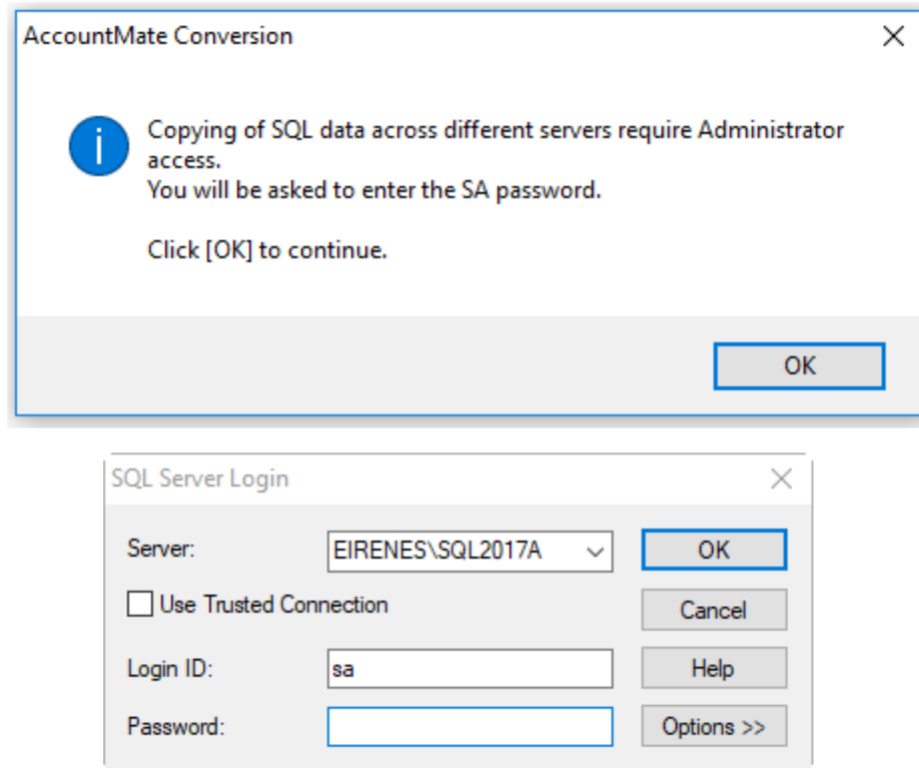 AccountMate Conversion
Copying of SQL data across different servers require Administrator
access.
You will be asked to enter the SA password.
Click [OK] to continue.
OK
SQL Server Login
Server: EIRENES\SQL2017A OK
Use Trusted Connection Cancel
Login ID: sa Help
Password: Options >>